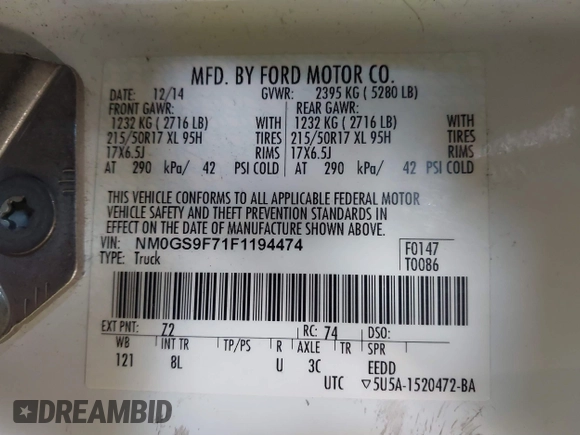 MFD. BY FORD MOTOR CO.
DATE: 12/14 GVWR: 2395 KG ( 5280 LB)
FRONT GAWR: REAR GAWR:
1232 KG ( 2716 LB) WITH 1232 KG ( 2716 LB) WITH
215/50R17 XL 95H TIRES 215/50R17 XL 95H TIRES
17X6.5J RIMS 17X6.5J RIMS
AT 290 kPa/ 42 PSI COLD AT 290 kPa/ 42 PSI COLD
THIS VEHICLE CONFORMS TO ALL APPLICABLE FEDERAL MOTOR
VEHICLE SAFETY AND THEFT PREVENTION STANDARDS IN
EFFECT ON THE DATE OF MANUFACTURE SHOWN ABOVE.
VIN: NM0GS9F71F1194474 F0147
TYPE: Truck T0086
EXT PNT: Z2 RC: 74 DSO:
WB INT TR TP/PS R AXLE TR SPR
121 8L U 3C EEDD
UTC ▽5U5A-1520472-BA
DREAMBID